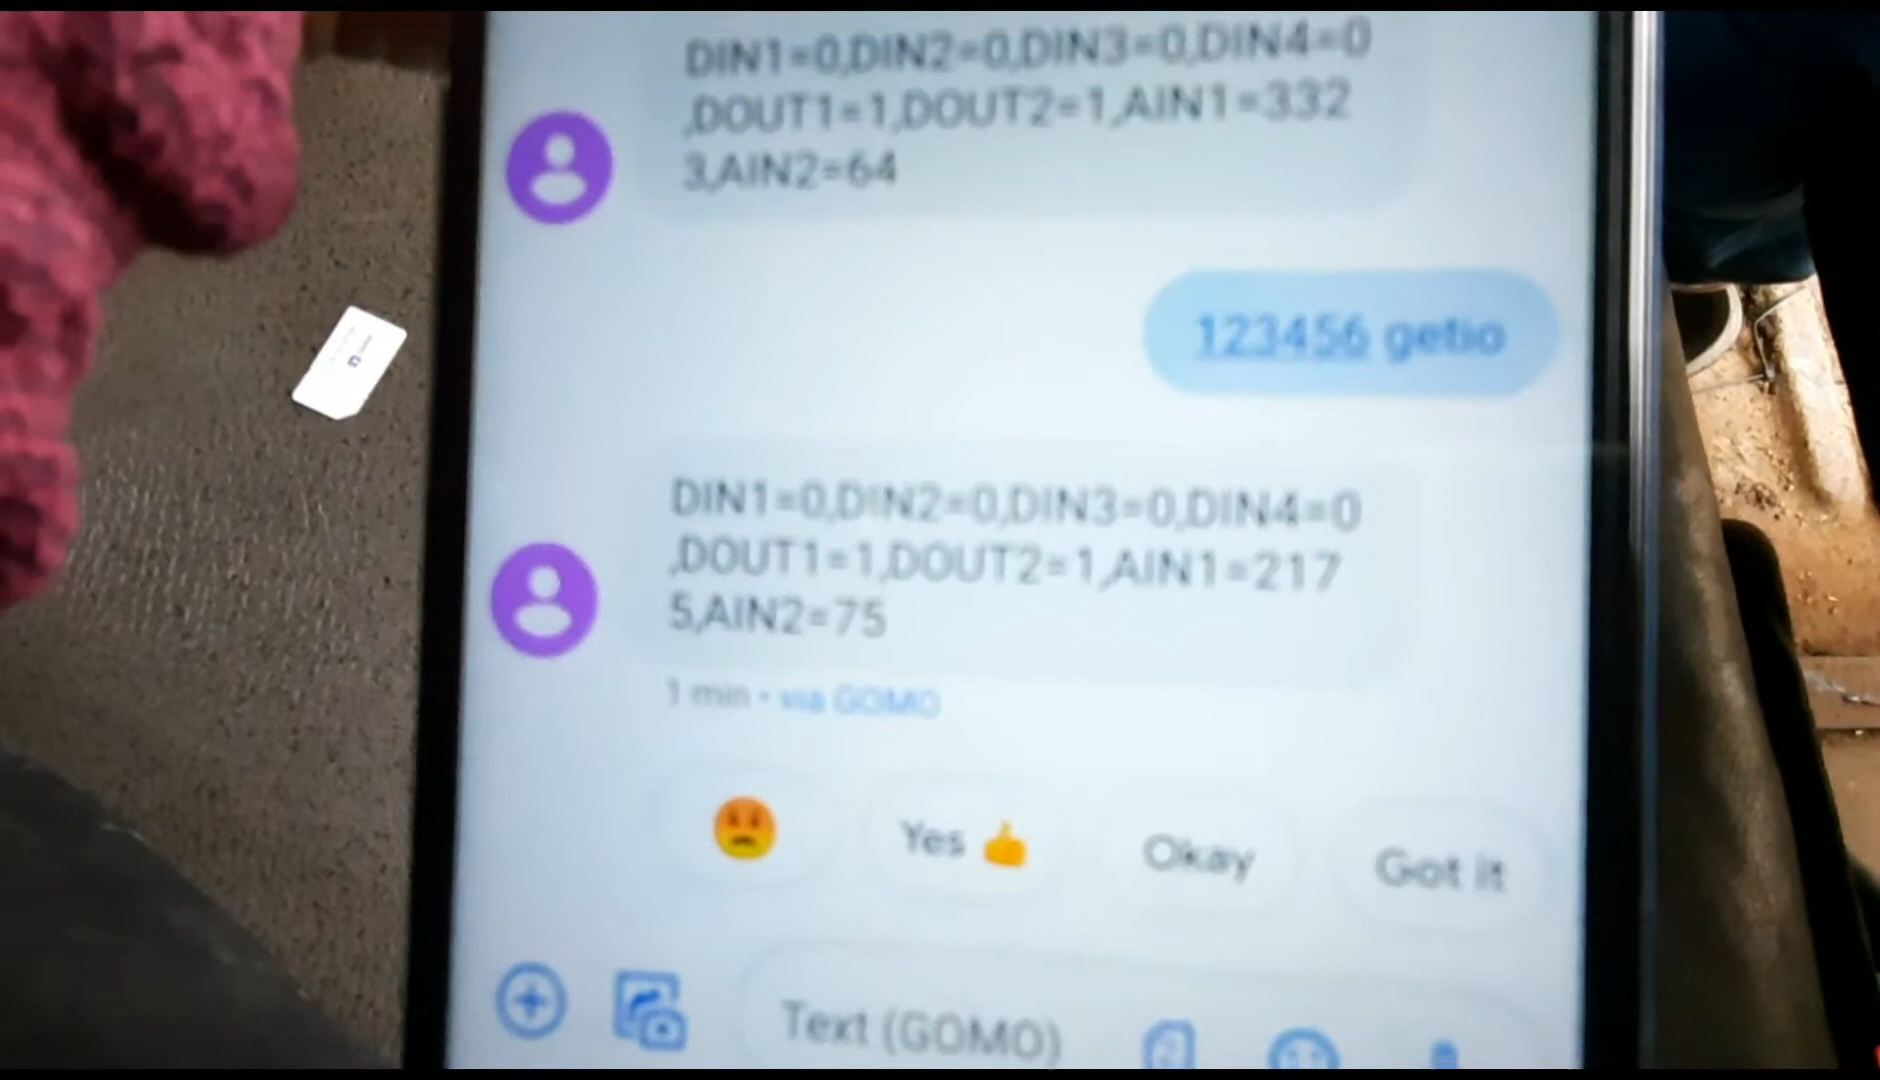 DIN1=0,DIN2=0,DIN3=0,DIN4=0
,DOUT1=1,DOUT2=1,AIN1=332
3,AIN2=64
123456 getio
DIN1=0,DIN2=0,DIN3=0,DIN4=0
,DOUT1=1,DOUT2=1,AIN1=217
5,AIN2=75
1 min • via GOMO
Yes
Okay
Got it
Text (GOMO)